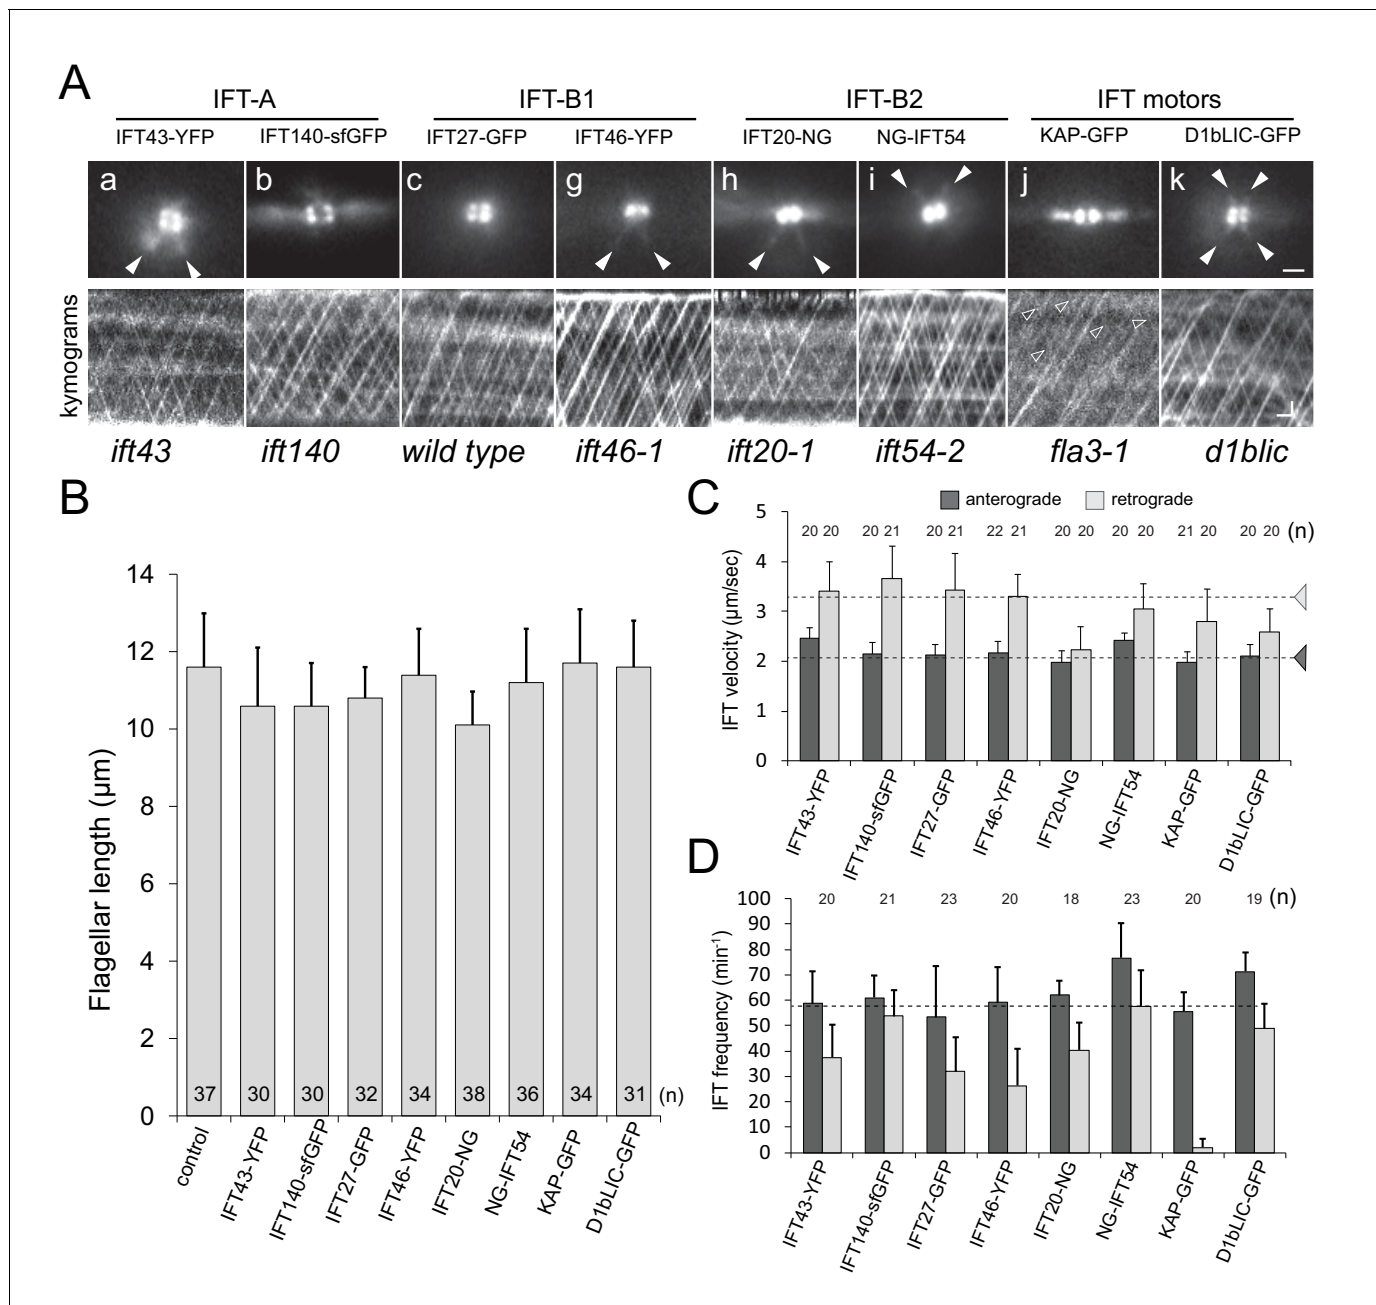 A
IFT-A IFT-B1 IFT-B2 IFT motors
IFT43-YFP IFT140-sfGFP IFT27-GFP IFT46-YFP IFT20-NG NG-IFT54 KAP-GFP D1bLIC-GFP
a b c g h i j k
kymograms
ift43 ift140 wild type ift46-1 ift20-1 ift54-2 fla3-1 d1blic
B
Flagellar length (µm)
14
12
10
8
6
4
2
0
37 30 30 32 34 38 36 34 31 (n)
control IFT43-YFP IFT140-sfGFP IFT27-GFP IFT46-YFP IFT20-NG NG-IFT54 KAP-GFP D1bLIC-GFP
C
anterograde retrograde
IFT velocity (µm/sec)
5
4
3
2
1
0
20 20 20 21 20 21 22 21 20 20 20 20 21 20 20 20 (n)
IFT43-YFP IFT140-sfGFP IFT27-GFP IFT46-YFP IFT20-NG NG-IFT54 KAP-GFP D1bLIC-GFP
D
IFT frequency (min⁻¹)
100
90
80
70
60
50
40
30
20
10
0
20 21 23 20 18 23 20 19 (n)
IFT43-YFP IFT140-sfGFP IFT27-GFP IFT46-YFP IFT20-NG NG-IFT54 KAP-GFP D1bLIC-GFP